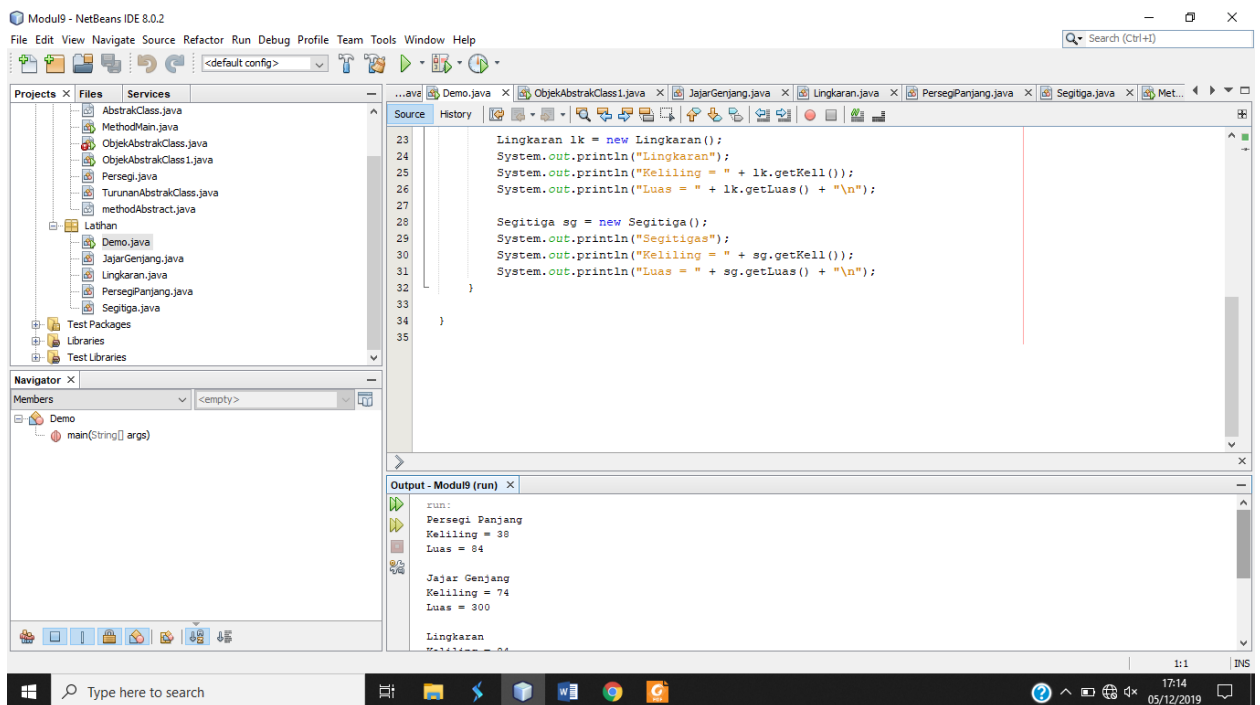 Modul9 - NetBeans IDE 8.0.2
File Edit View Navigate Source Refactor Run Debug Profile Team Tools Window Help
Search (Ctrl+I)
<default config>
Projects Files Services
AbstrakClass.java
MethodMain.java
ObjekAbstrakClass.java
ObjekAbstrakClass1.java
Persegi.java
TurunanAbstrakClass.java
methodAbstract.java
Latihan
Demo.java
JajarGenjang.java
Lingkaran.java
PersegiPanjang.java
Segitiga.java
Test Packages
Libraries
Test Libraries
Navigator
Members <empty>
Demo
main(String[] args)
...ava Demo.java ObjekAbstrakClass1.java JajarGenjang.java Lingkaran.java PersegiPanjang.java Segitiga.java Met...
Source History
23 Lingkaran lk = new Lingkaran();
24 System.out.println("Lingkaran");
25 System.out.println("Keliling = " + lk.getKell());
26 System.out.println("Luas = " + lk.getLuas() + "\n");
27
28 Segitiga sg = new Segitiga();
29 System.out.println("Segitigas");
30 System.out.println("Keliling = " + sg.getKell());
31 System.out.println("Luas = " + sg.getLuas() + "\n");
32 }
33
34 }
35
Output - Modul9 (run)
run:
Persegi Panjang
Keliling = 38
Luas = 84
Jajar Genjang
Keliling = 74
Luas = 300
Lingkaran
1:1 INS
Type here to search
17:14
05/12/2019